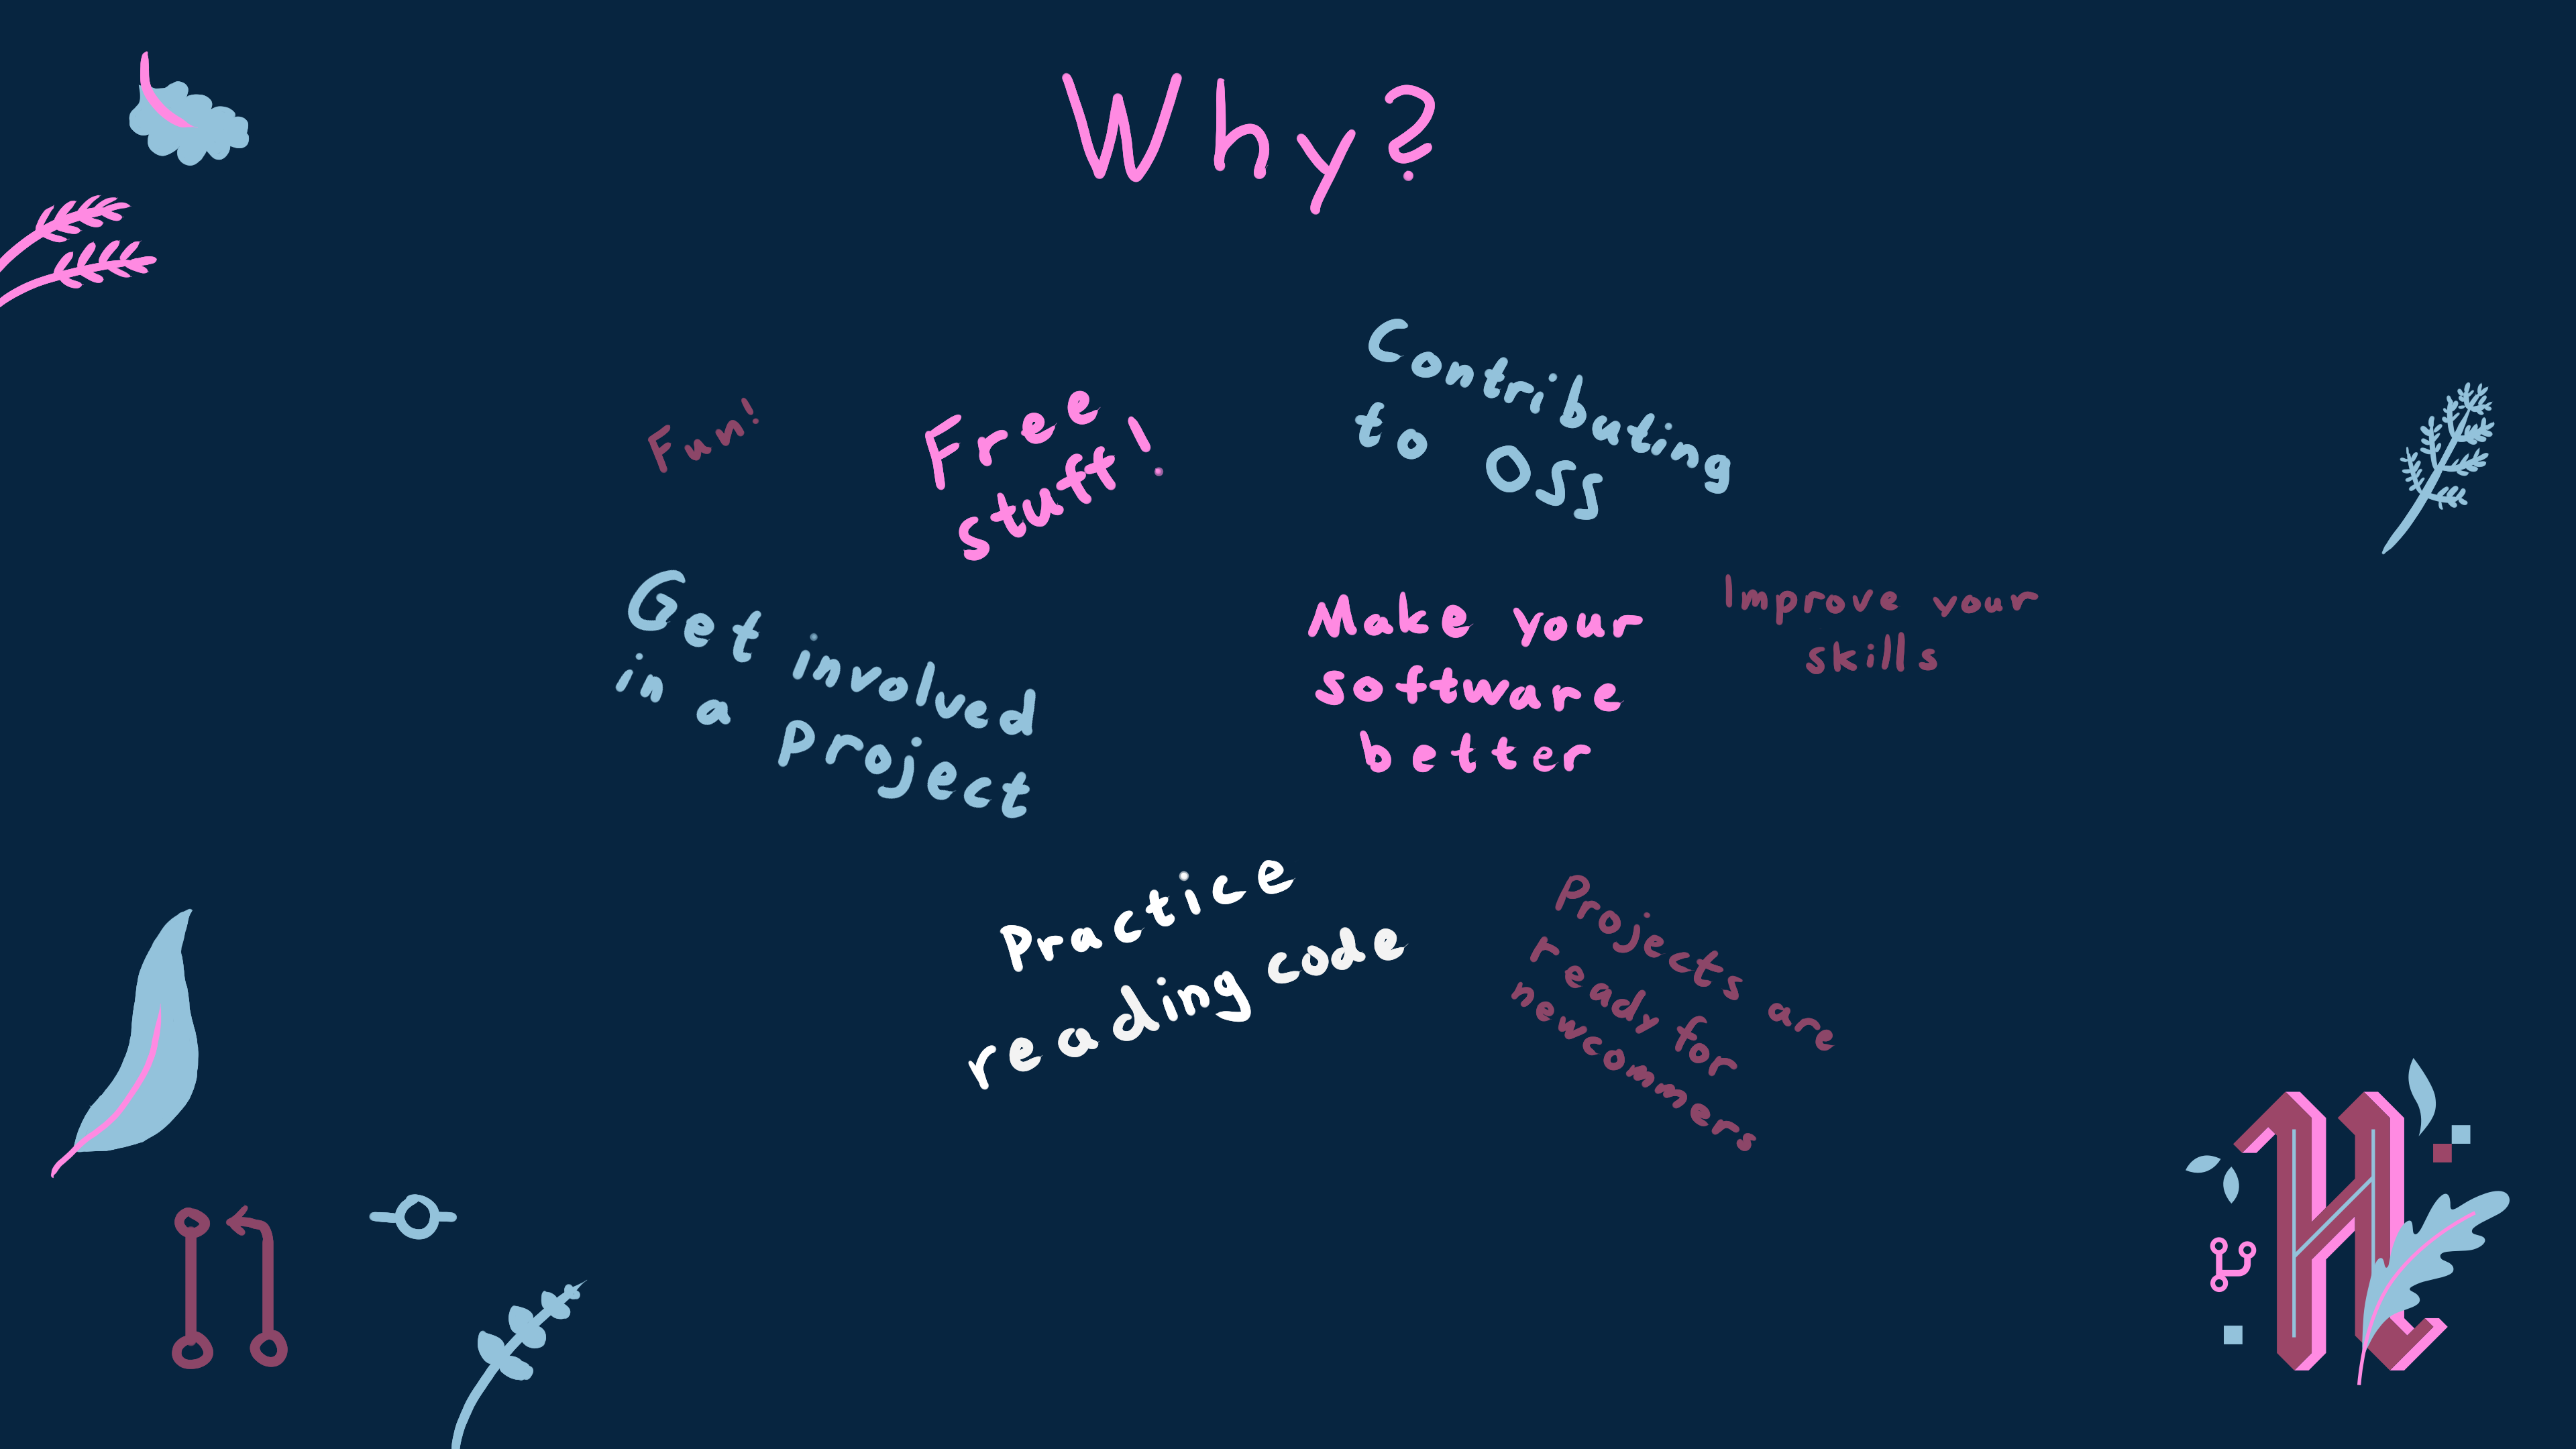 Why?
Fun!
Free
stuff!
Contributing
to OSS
Get involved
in a project
Make your
software
better
Improve your
skills
Practice
reading code
Projects are
ready for
newcommers
H